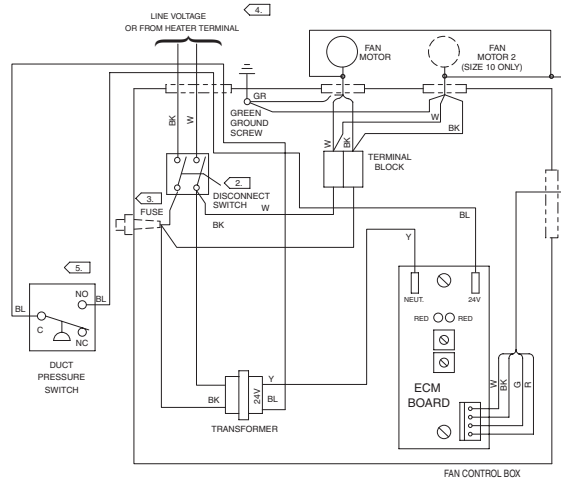 4.
LINE VOLTAGE
OR FROM HEATER TERMINAL
FAN
MOTOR
FAN
MOTOR 2
(SIZE 10 ONLY)
GR
GREEN
GROUND
SCREW
BK
W
W
BK
W
BK
TERMINAL
BLOCK
2.
DISCONNECT
SWITCH
3.
FUSE
W
BK
BL
Y
5.
NO
BL
BL
C
NC
DUCT
PRESSURE
SWITCH
NEUT.
24V
RED
RED
ECM
BOARD
W
BK
G
R
Y
BK
24V
BL
TRANSFORMER
FAN CONTROL BOX